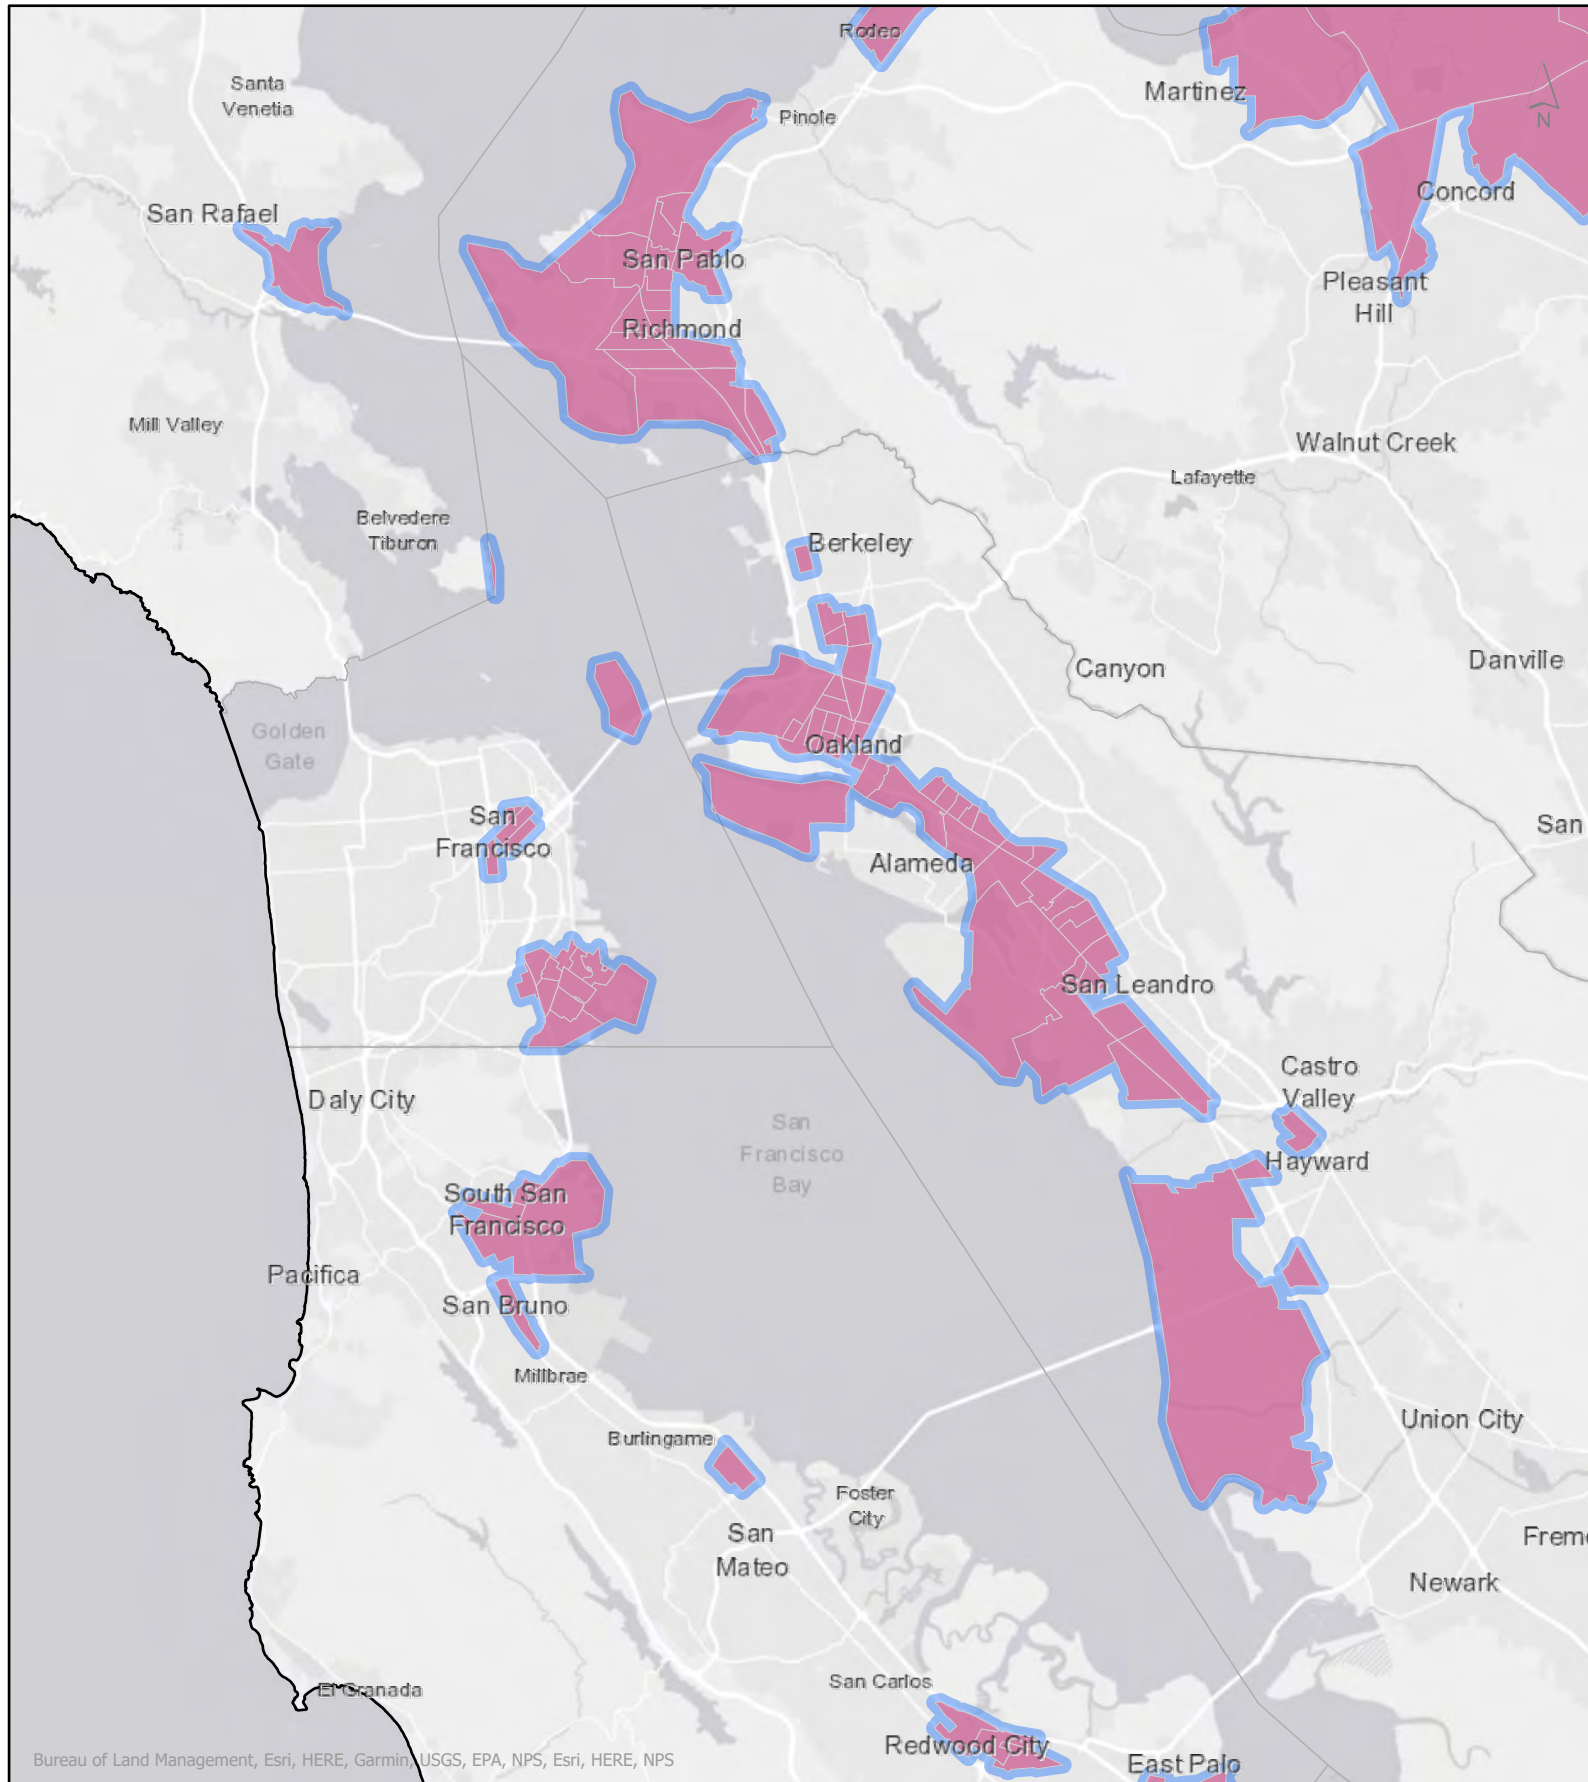 Rodeo
Santa
Venetia
Martinez
Pinole
N
San Rafael
Concord
San Pablo
Pleasant
Hill
Richmond
Mill Valley
Walnut Creek
Lafayette
Belvedere
Tiburon
Berkeley
Canyon
Danville
Golden
Gate
Oakland
San
Francisco
San
Alameda
San Leandro
Castro
Valley
Daly City
San
Francisco
Bay
Hayward
South San
Francisco
Pacifica
San Bruno
Millbrae
Union City
Burlingame
Foster
City
San
Mateo
Frem
Newark
San Carlos
El Granada
Redwood City
East Palo
Bureau of Land Management, Esri, HERE, Garmin, USGS, EPA, NPS, Esri, HERE, NPS